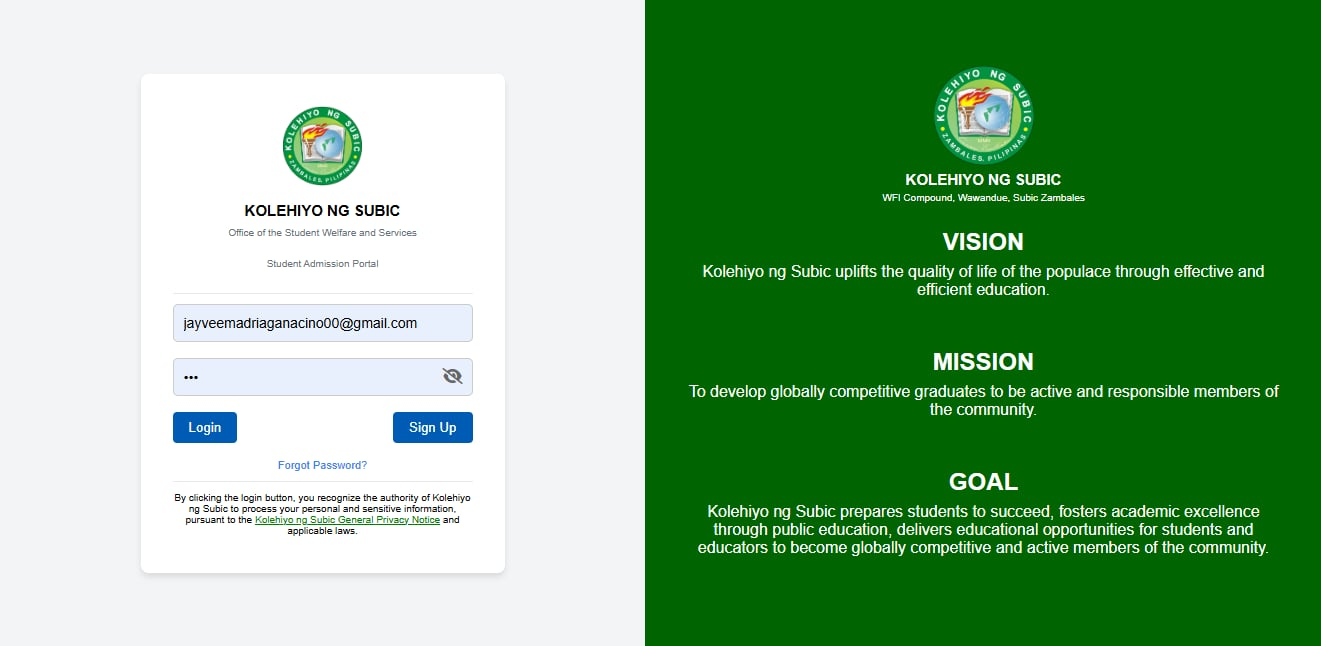 KOLEHIYO NG SUBIC
ZAMBALES, PILIPINAS
KOLEHIYO NG SUBIC
Office of the Student Welfare and Services
Student Admission Portal
jayveemadriaganacino00@gmail.com
•••
Login
Sign Up
Forgot Password?
By clicking the login button, you recognize the authority of Kolehiyo
ng Subic to process your personal and sensitive information,
pursuant to the Kolehiyo ng Subic General Privacy Notice and
applicable laws.
KOLEHIYO NG SUBIC
ZAMBALES, PILIPINAS
KOLEHIYO NG SUBIC
WFI Compound, Wawandue, Subic Zambales
VISION
Kolehiyo ng Subic uplifts the quality of life of the populace through effective and
efficient education.
MISSION
To develop globally competitive graduates to be active and responsible members of
the community.
GOAL
Kolehiyo ng Subic prepares students to succeed, fosters academic excellence
through public education, delivers educational opportunities for students and
educators to become globally competitive and active members of the community.